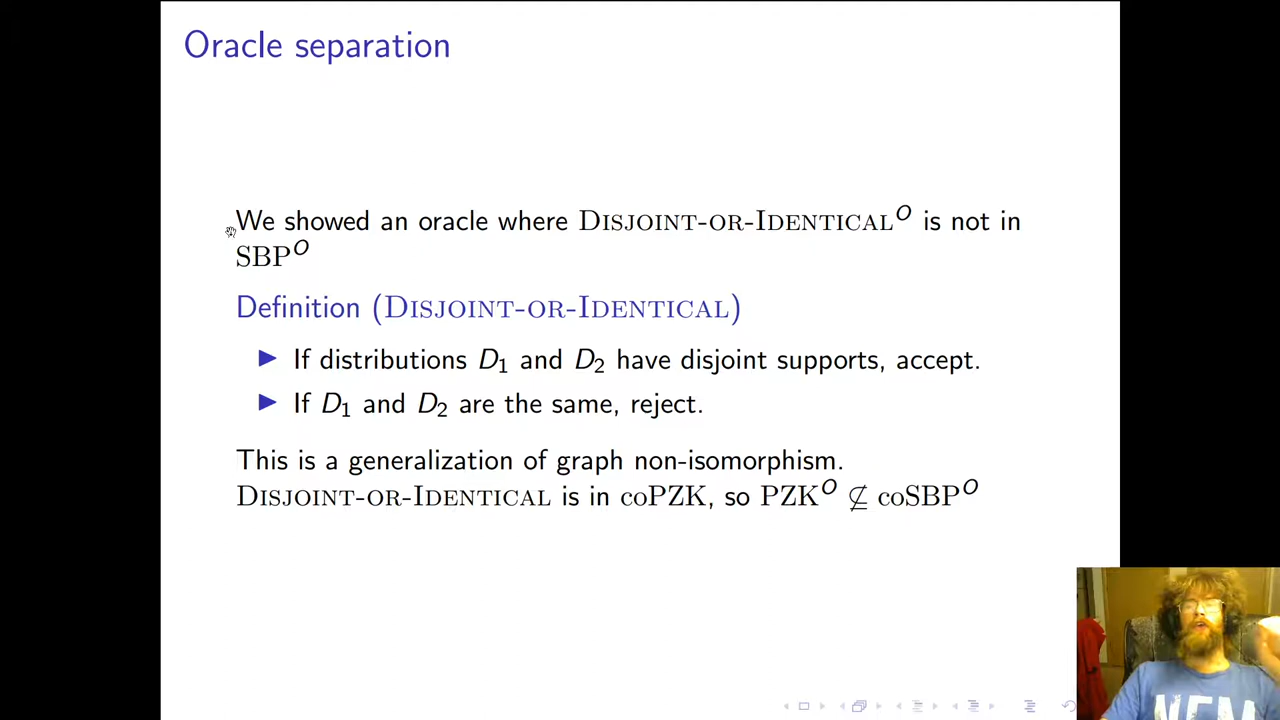 Oracle separation
We showed an oracle where DISJOINT-OR-IDENTICAL^O is not in
SBP^O
Definition (DISJOINT-OR-IDENTICAL)
▶ If distributions D₁ and D₂ have disjoint supports, accept.
▶ If D₁ and D₂ are the same, reject.
This is a generalization of graph non-isomorphism.
DISJOINT-OR-IDENTICAL is in coPZK, so PZK^O ⊈ coSBP^O